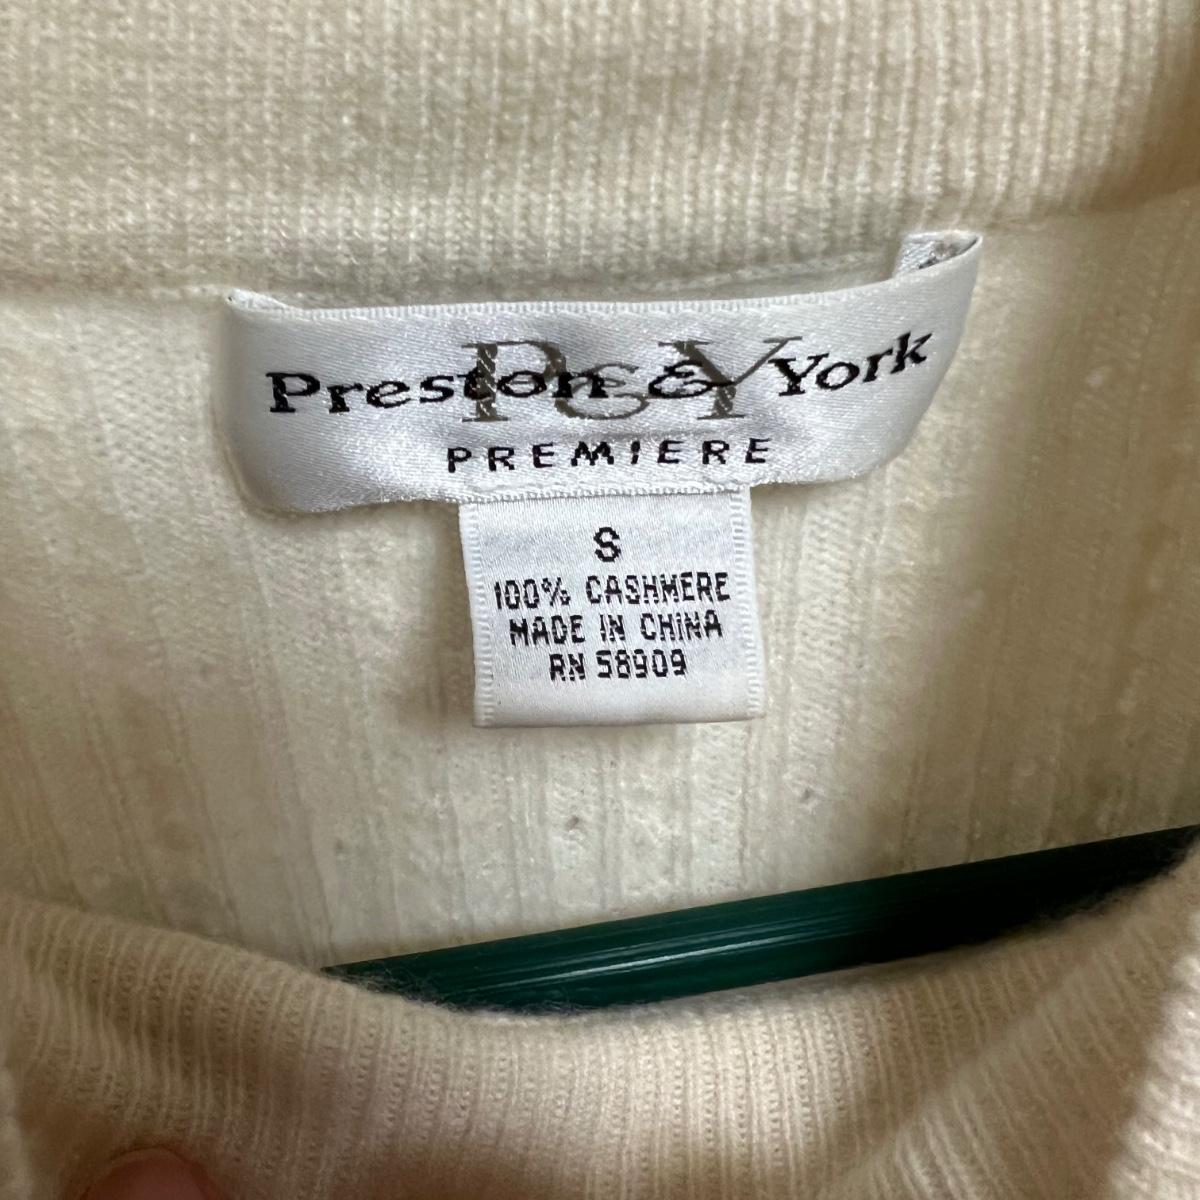 P&Y
Preston & York
PREMIERE
S
100% CASHMERE
MADE IN CHINA
RN 58909